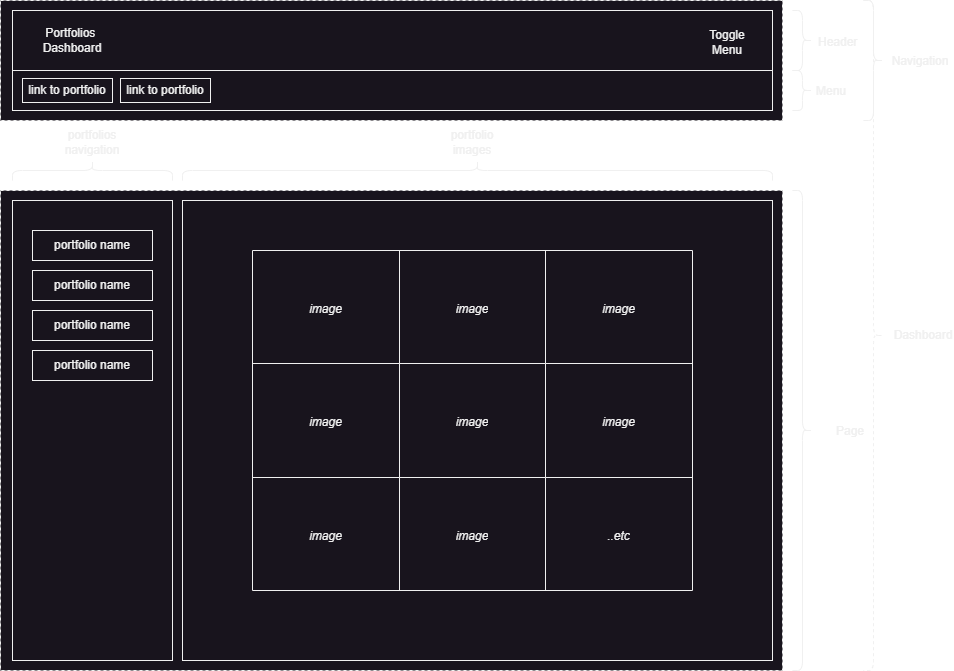 Portfolios
Dashboard
Toggle
Menu
Header
Navigation
link to portfolio
link to portfolio
Menu
portfolios
navigation
portfolio
images
portfolio name
portfolio name
portfolio name
portfolio name
image
image
image
Dashboard
image
image
image
Page
image
image
..etc